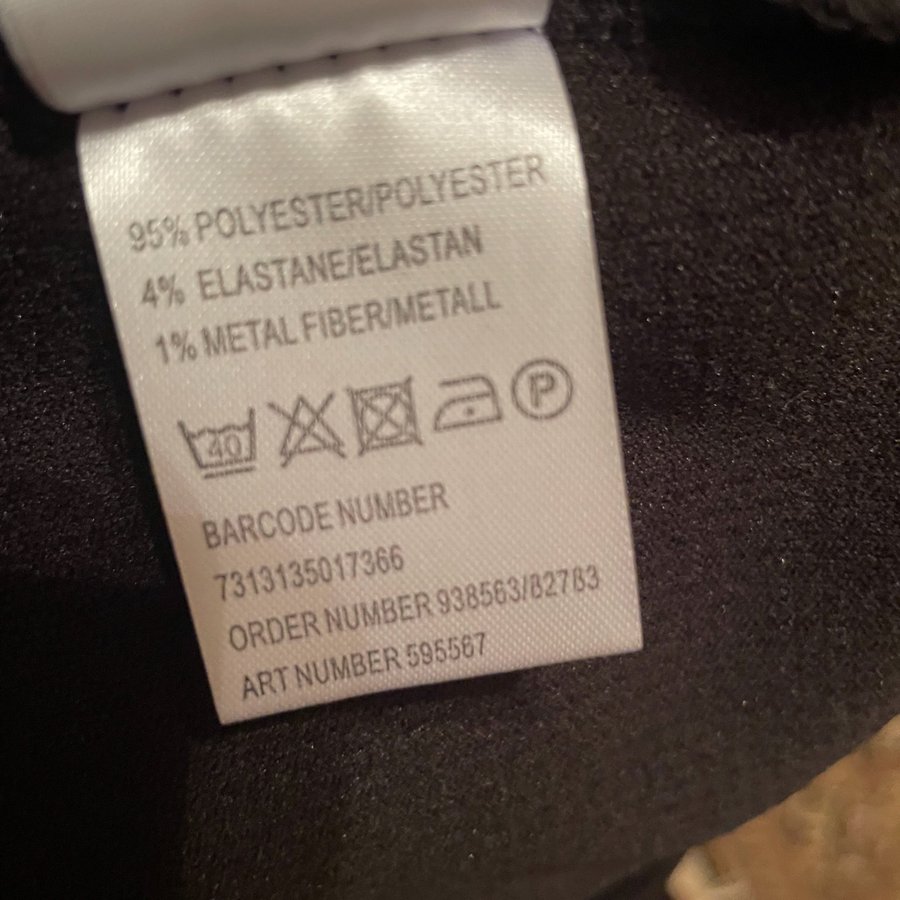 95% POLYESTER/POLYESTER
4% ELASTANE/ELASTAN
1% METAL FIBER/METALL
40 P
BARCODE NUMBER
7313135017366
ORDER NUMBER 938563/82783
ART NUMBER 595567